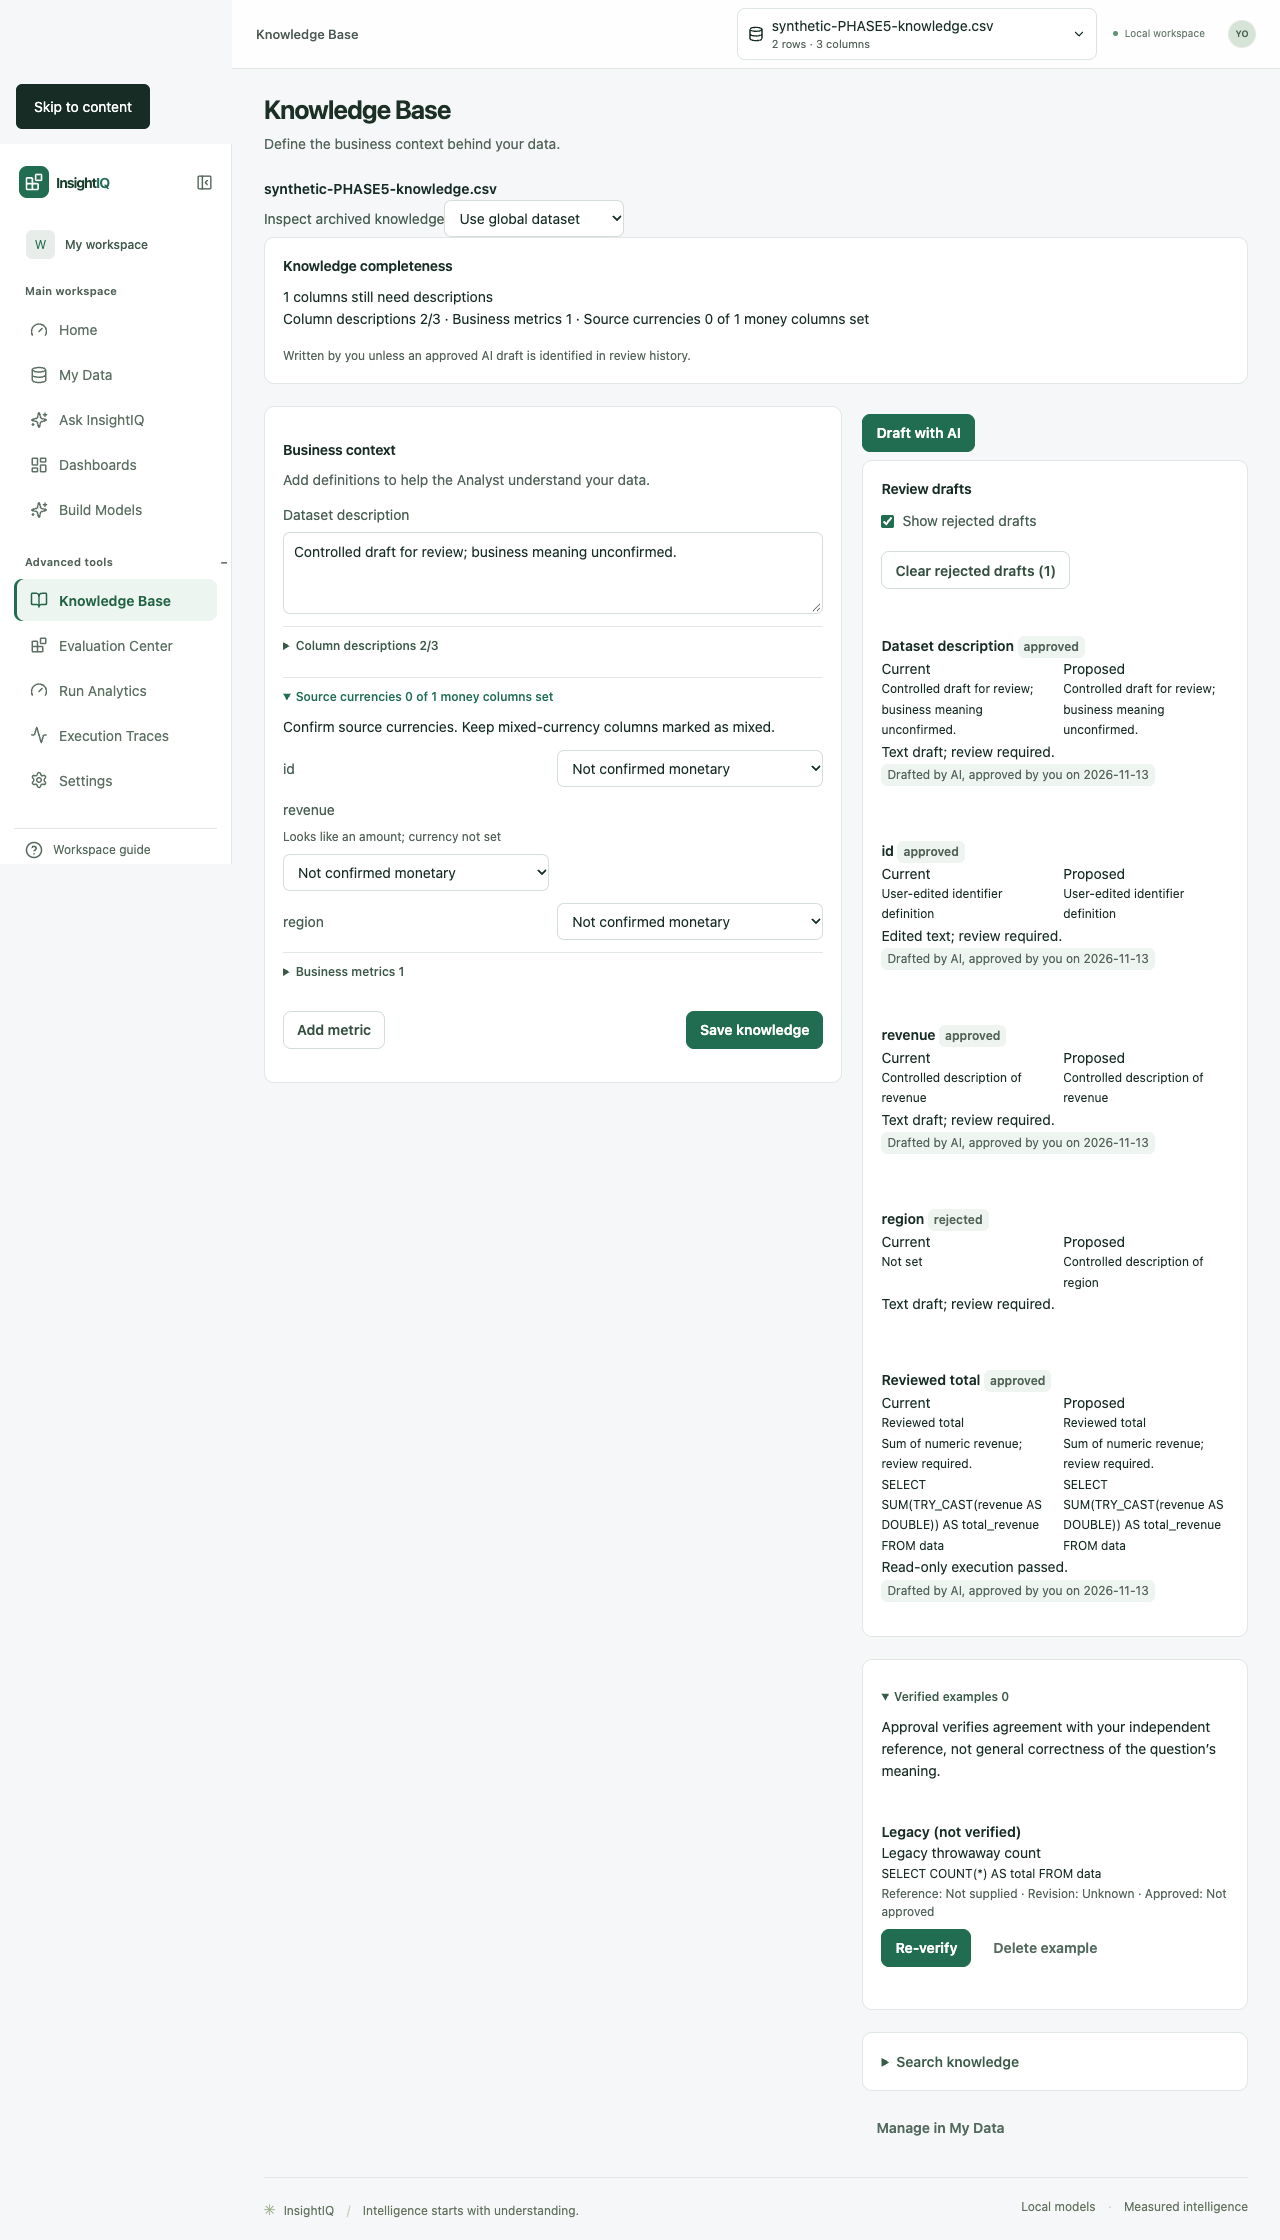 Knowledge Base
synthetic-PHASE5-knowledge.csv
2 rows · 3 columns
Local workspace
YO
Skip to content
InsightIQ
W
My workspace
Main workspace
Home
My Data
Ask InsightIQ
Dashboards
Build Models
Advanced tools
–
Knowledge Base
Evaluation Center
Run Analytics
Execution Traces
Settings
Workspace guide
Knowledge Base
Define the business context behind your data.
synthetic-PHASE5-knowledge.csv
Inspect archived knowledge
Use global dataset
Knowledge completeness
1 columns still need descriptions
Column descriptions 2/3 · Business metrics 1 · Source currencies 0 of 1 money columns set
Written by you unless an approved AI draft is identified in review history.
Business context
Add definitions to help the Analyst understand your data.
Dataset description
Controlled draft for review; business meaning unconfirmed.
Column descriptions 2/3
Source currencies 0 of 1 money columns set
Confirm source currencies. Keep mixed-currency columns marked as mixed.
id
Not confirmed monetary
revenue
Looks like an amount; currency not set
Not confirmed monetary
region
Not confirmed monetary
Business metrics 1
Add metric
Save knowledge
Draft with AI
Review drafts
Show rejected drafts
Clear rejected drafts (1)
Dataset description approved
Current
Controlled draft for review;
business meaning
unconfirmed.
Proposed
Controlled draft for review;
business meaning
unconfirmed.
Text draft; review required.
Drafted by AI, approved by you on 2026-11-13
id approved
Current
User-edited identifier
definition
Proposed
User-edited identifier
definition
Edited text; review required.
Drafted by AI, approved by you on 2026-11-13
revenue approved
Current
Controlled description of
revenue
Proposed
Controlled description of
revenue
Text draft; review required.
Drafted by AI, approved by you on 2026-11-13
region rejected
Current
Not set
Proposed
Controlled description of
region
Text draft; review required.
Reviewed total approved
Current
Reviewed total
Sum of numeric revenue;
review required.
SELECT
SUM(TRY_CAST(revenue AS
DOUBLE)) AS total_revenue
FROM data
Proposed
Reviewed total
Sum of numeric revenue;
review required.
SELECT
SUM(TRY_CAST(revenue AS
DOUBLE)) AS total_revenue
FROM data
Read-only execution passed.
Drafted by AI, approved by you on 2026-11-13
Verified examples 0
Approval verifies agreement with your independent
reference, not general correctness of the question's
meaning.
Legacy (not verified)
Legacy throwaway count
SELECT COUNT(*) AS total FROM data
Reference: Not supplied · Revision: Unknown · Approved: Not
approved
Re-verify
Delete example
Search knowledge
Manage in My Data
InsightIQ / Intelligence starts with understanding.
Local models · Measured intelligence